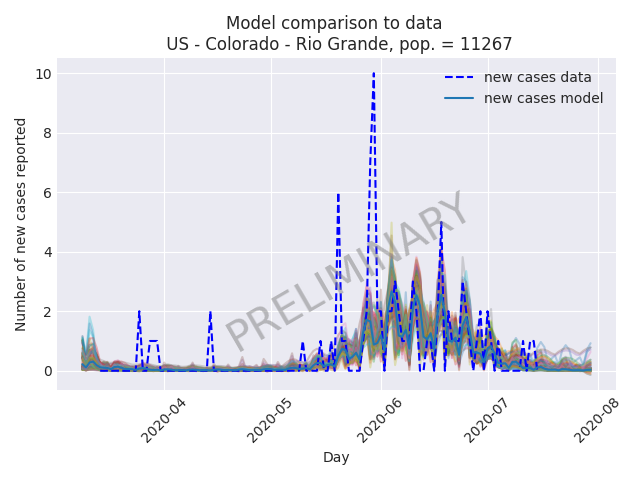 Model comparison to data
US - Colorado - Rio Grande, pop. = 11267
new cases data
new cases model
Number of new cases reported
10
8
6
4
2
0
PRELIMINARY
2020-04
2020-05
2020-06
2020-07
2020-08
Day